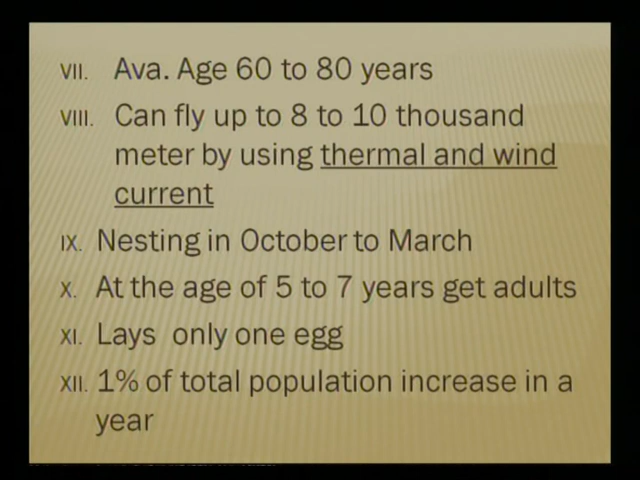 VII. Ava. Age 60 to 80 years
VIII. Can fly up to 8 to 10 thousand
meter by using thermal and wind
current
IX. Nesting in October to March
X. At the age of 5 to 7 years get adults
XI. Lays only one egg
XII. 1% of total population increase in a
year